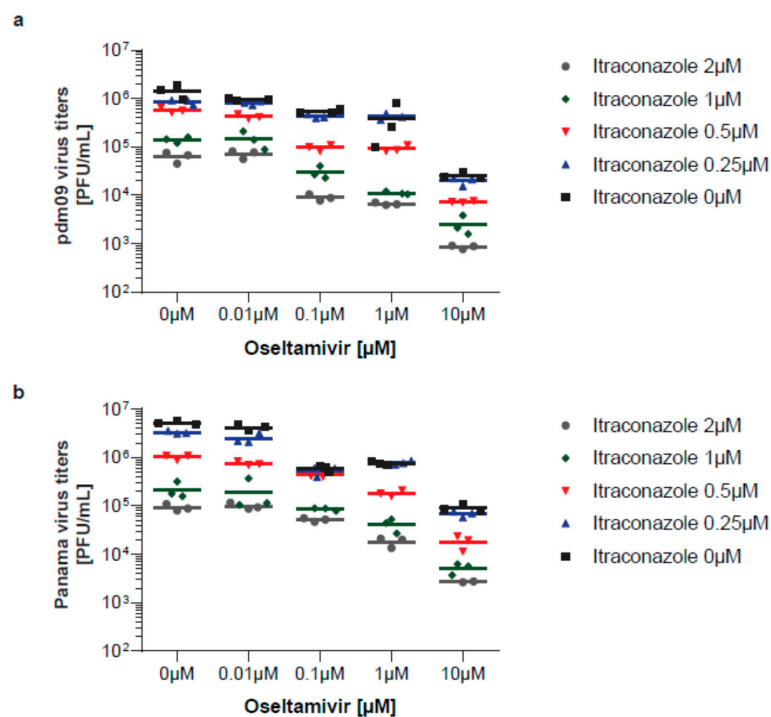 a
pdm09 virus titers
[PFU/mL]
10⁷
10⁶
10⁵
10⁴
10³
10²
0µM 0.01µM 0.1µM 1µM 10µM
Oseltamivir [µM]
Itraconazole 2µM
Itraconazole 1µM
Itraconazole 0.5µM
Itraconazole 0.25µM
Itraconazole 0µM
b
Panama virus titers
[PFU/mL]
10⁷
10⁶
10⁵
10⁴
10³
10²
0µM 0.01µM 0.1µM 1µM 10µM
Oseltamivir [µM]
Itraconazole 2µM
Itraconazole 1µM
Itraconazole 0.5µM
Itraconazole 0.25µM
Itraconazole 0µM